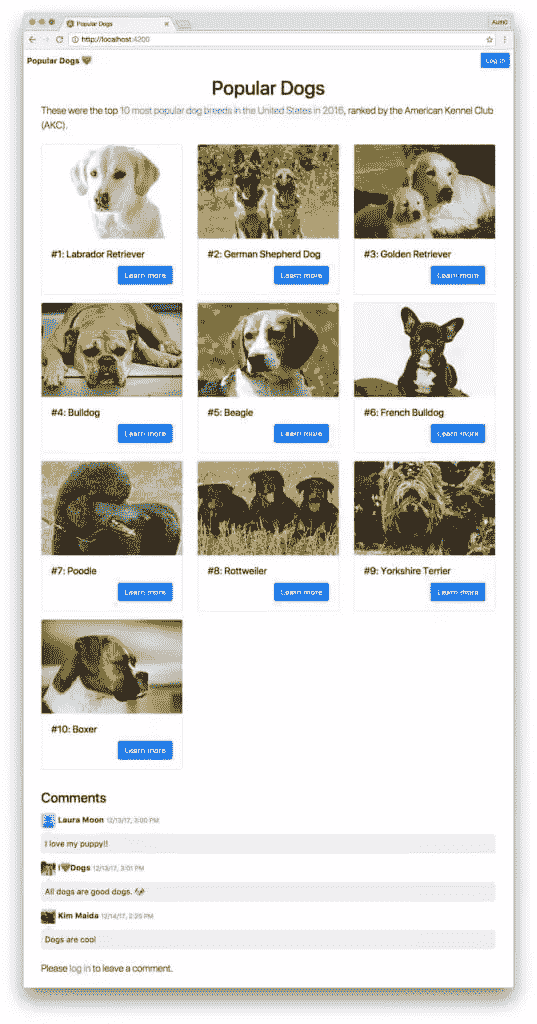 Popular Dogs
Auth0
http://localhost:4200
Popular Dogs
Log In
Popular Dogs
These were the top 10 most popular dog breeds in the United States in 2016, ranked by the American Kennel Club
(AKC).
#1: Labrador Retriever
#2: German Shepherd Dog
#3: Golden Retriever
Learn more
Learn more
Learn more
#4: Bulldog
#5: Beagle
#6: French Bulldog
Learn more
Learn more
Learn more
#7: Poodle
#8: Rottweiler
#9: Yorkshire Terrier
Learn more
Learn more
Learn more
#10: Boxer
Learn more
Comments
Laura Moon 12/13/17, 3:00 PM
I love my puppy!!
I Dogs 12/13/17, 3:01 PM
All dogs are good dogs.
Kim Maida 12/14/17, 2:25 PM
Dogs are cool
Please log in to leave a comment.